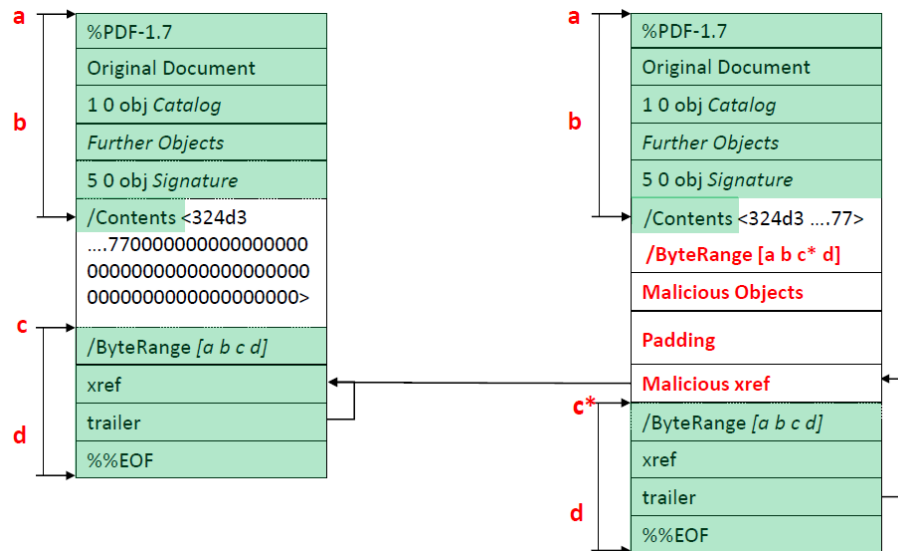 a
%PDF-1.7
Original Document
1 0 obj Catalog
b
Further Objects
5 0 obj Signature
/Contents <324d3
....77000000000000000000
00000000000000000000
0000000000000000000>
c
/ByteRange [a b c d]
xref
trailer
d
%%EOF
a
%PDF-1.7
Original Document
1 0 obj Catalog
b
Further Objects
5 0 obj Signature
/Contents <324d3 ....77>
/ByteRange [a b c* d]
Malicious Objects
Padding
Malicious xref
c*
/ByteRange [a b c d]
xref
trailer
d
%%EOF